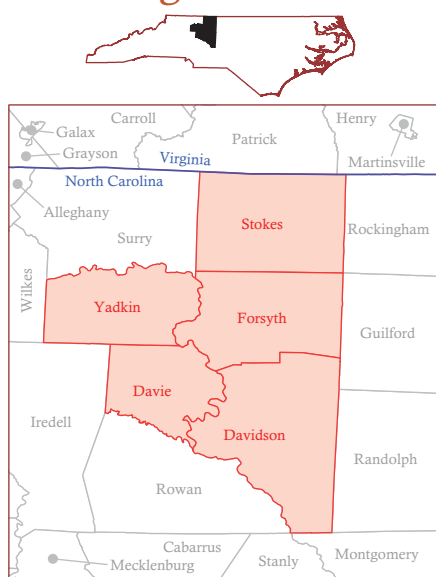 Carroll
Henry
Galax
Patrick
Grayson
Virginia
Martinsville
North Carolina
Alleghany
Stokes
Surry
Rockingham
Wilkes
Yadkin
Forsyth
Guilford
Davie
Iredell
Davidson
Randolph
Rowan
Cabarrus
Mecklenburg
Stanly
Montgomery